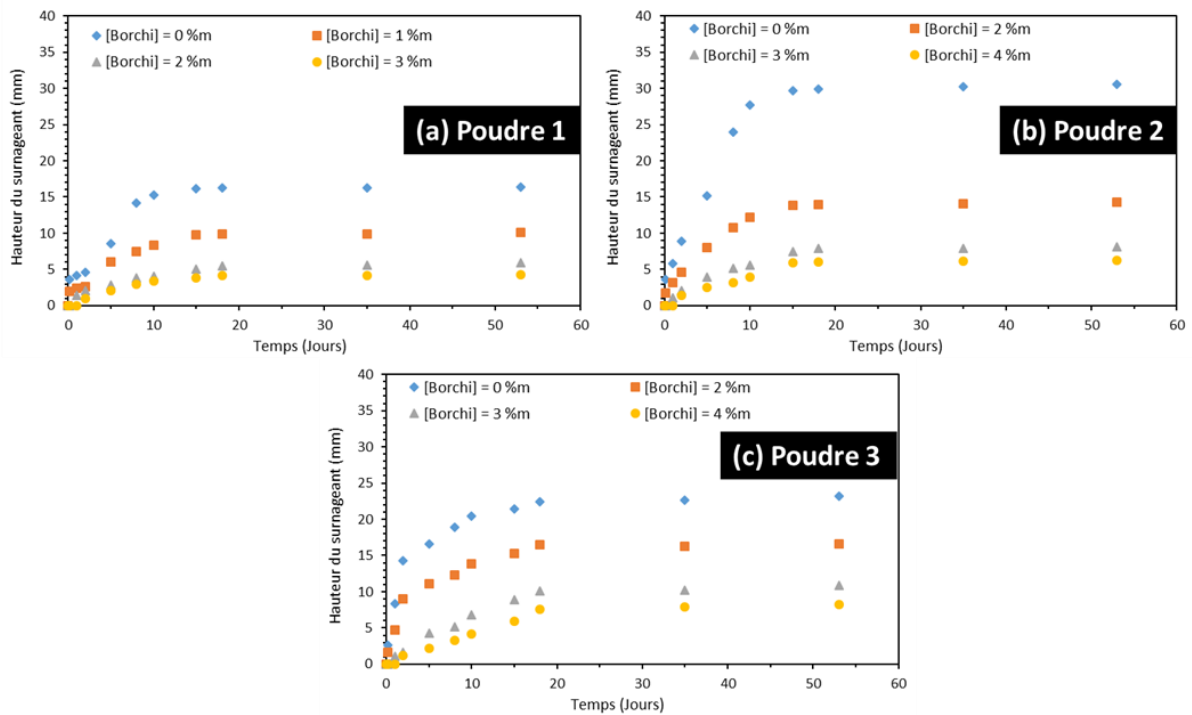 40
35
30
25
20
15
10
5
0
Hauteur du surnageant (mm)
[Borchi] = 0 %m
[Borchi] = 1 %m
[Borchi] = 2 %m
[Borchi] = 3 %m
(a) Poudre 1
0 10 20 30 40 50 60
Temps (Jours)
40
35
30
25
20
15
10
5
0
Hauteur du surnageant (mm)
[Borchi] = 0 %m
[Borchi] = 2 %m
[Borchi] = 3 %m
[Borchi] = 4 %m
(b) Poudre 2
0 10 20 30 40 50 60
Temps (Jours)
40
35
30
25
20
15
10
5
0
Hauteur du surnageant (mm)
[Borchi] = 0 %m
[Borchi] = 2 %m
[Borchi] = 3 %m
[Borchi] = 4 %m
(c) Poudre 3
0 10 20 30 40 50 60
Temps (Jours)